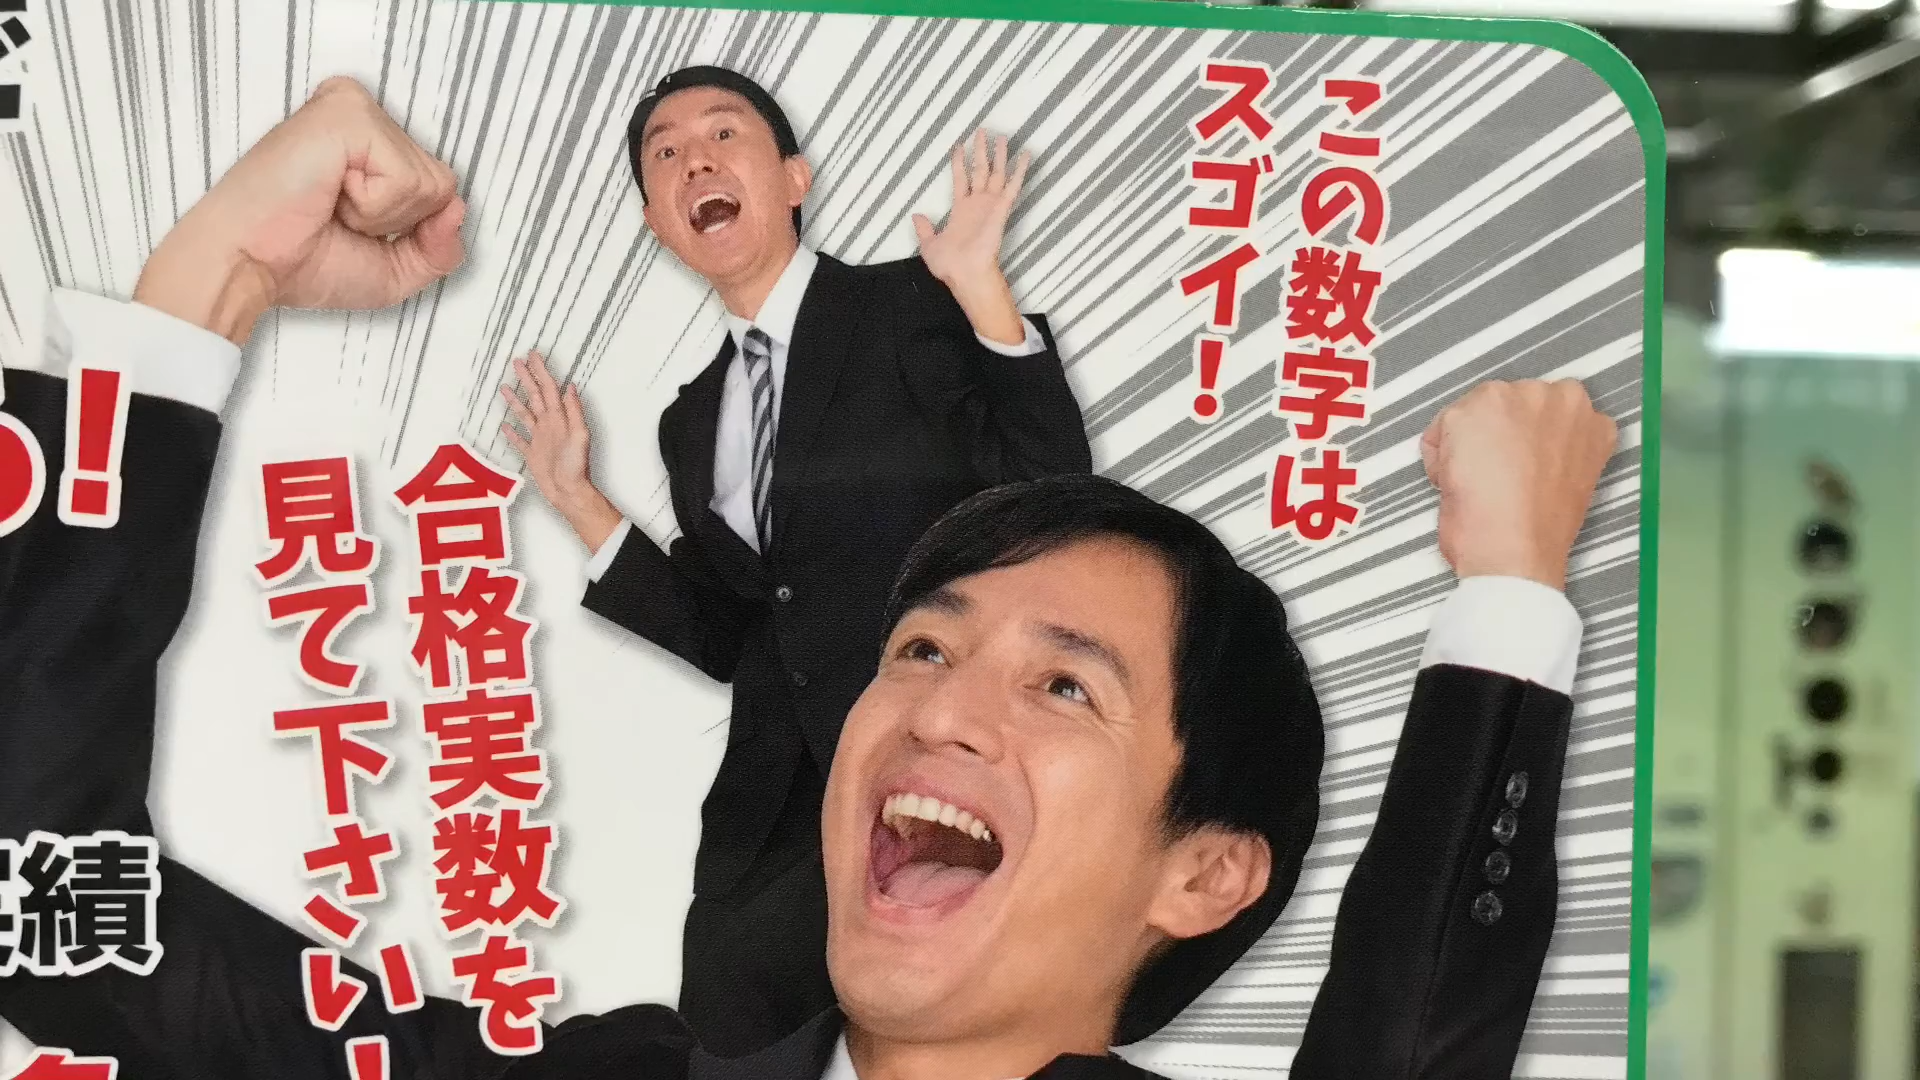 この数字は
スゴイ！
合格実数を
見て下さい！
！
績